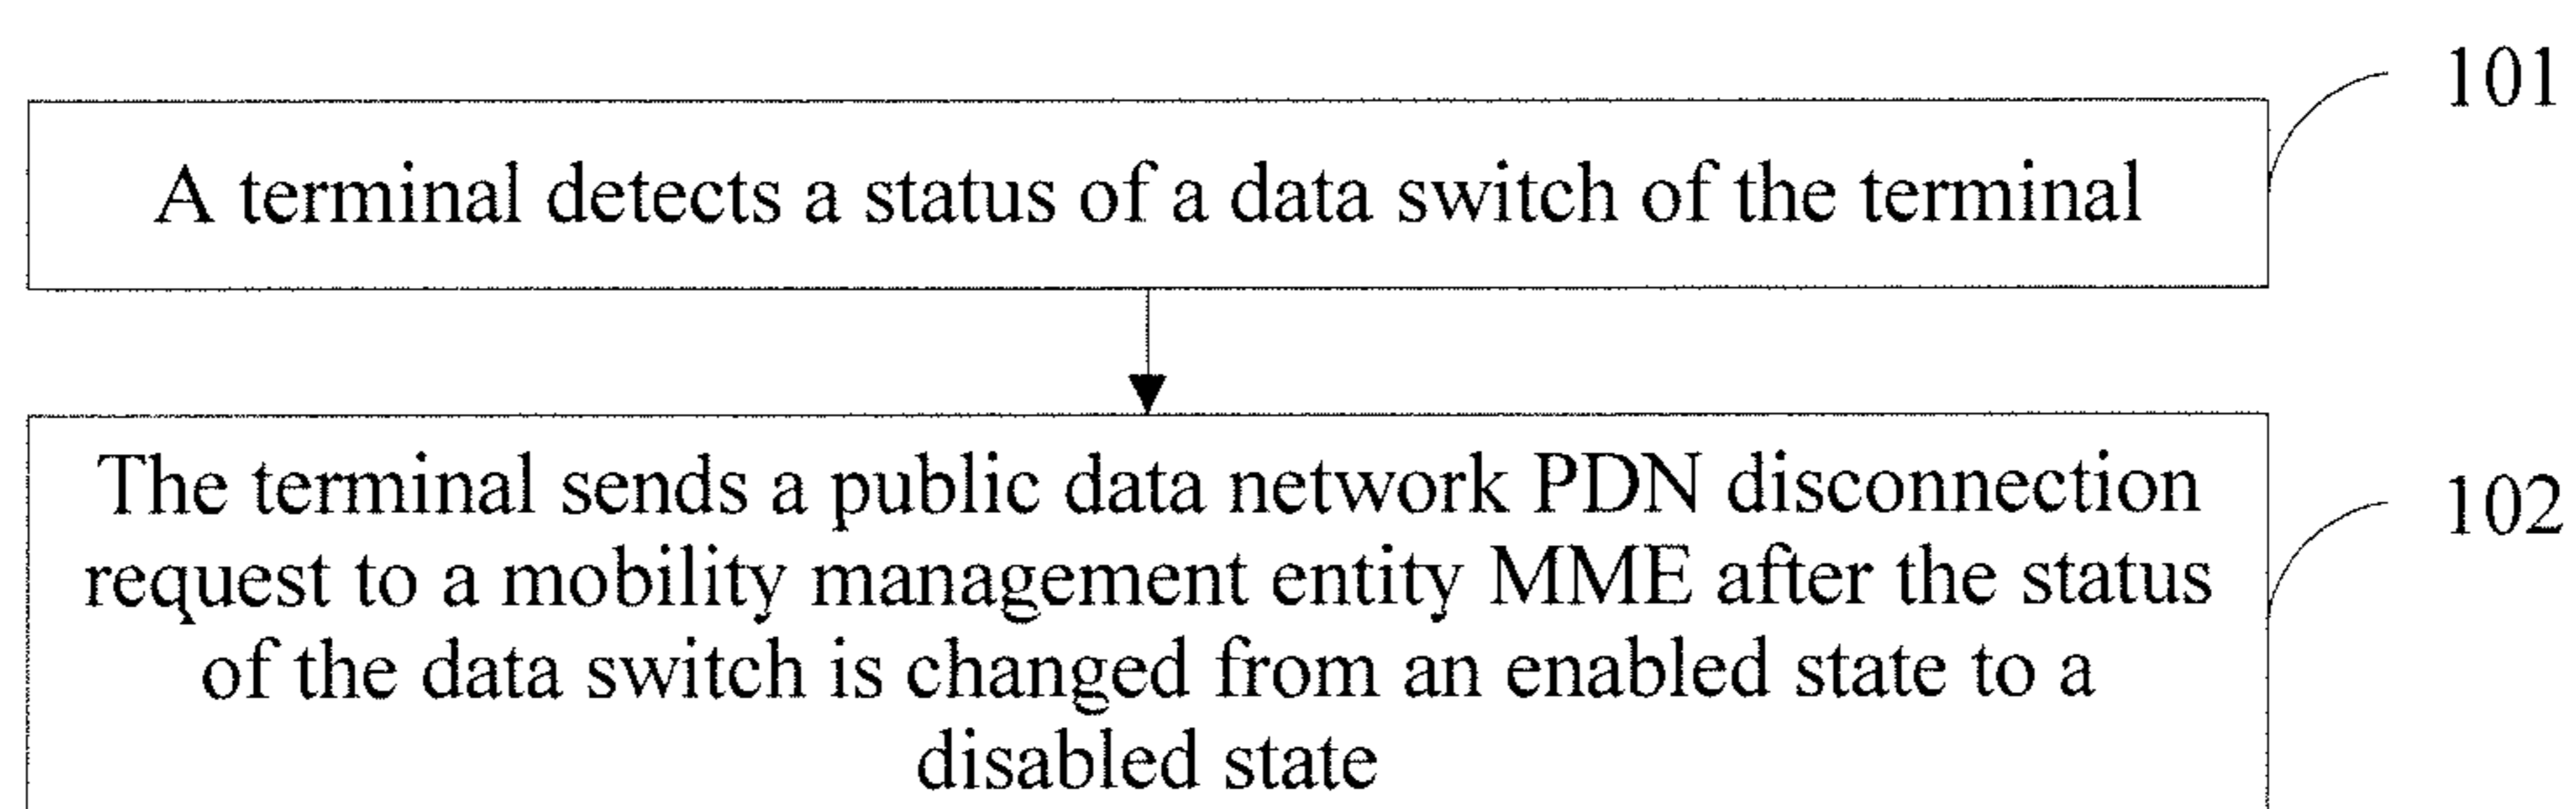 101
A terminal detects a status of a data switch of the terminal
The terminal sends a public data network PDN disconnection
102
request to a mobility management entity MME after the status
of the data switch is changed from an enabled state to a
disabled state